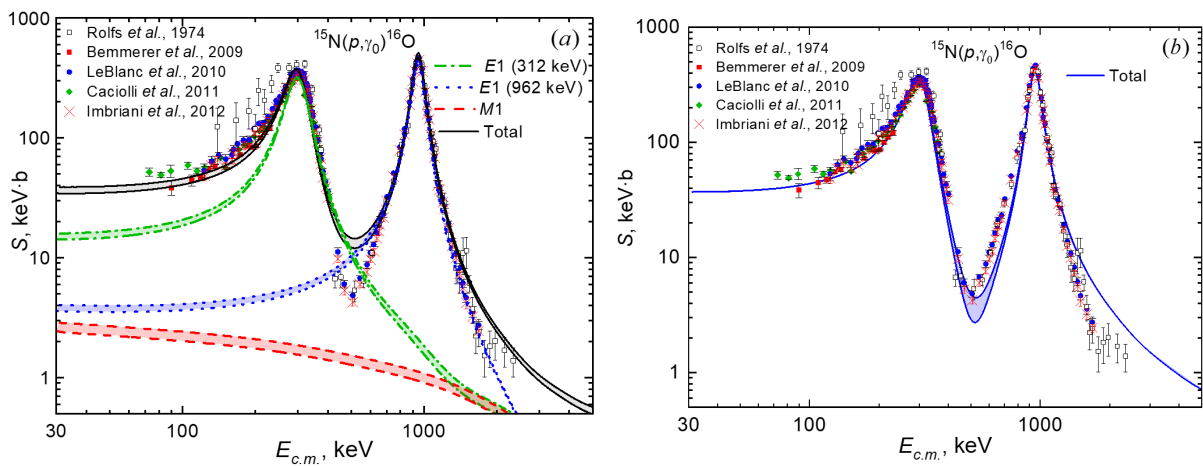 1000
100
10
1
S, keV·b
30
100
1000
E_c.m., keV
¹⁵N(p,γ₀)¹⁶O
(a)
Rolfs et al., 1974
Bemmerer et al., 2009
LeBlanc et al., 2010
Caciolli et al., 2011
Imbriani et al., 2012
E1 (312 keV)
E1 (962 keV)
M1
Total
1000
100
10
1
S, keV·b
30
100
1000
E_c.m., keV
¹⁵N(p,γ₀)¹⁶O
(b)
Rolfs et al., 1974
Bemmerer et al., 2009
LeBlanc et al., 2010
Caciolli et al., 2011
Imbriani et al., 2012
Total